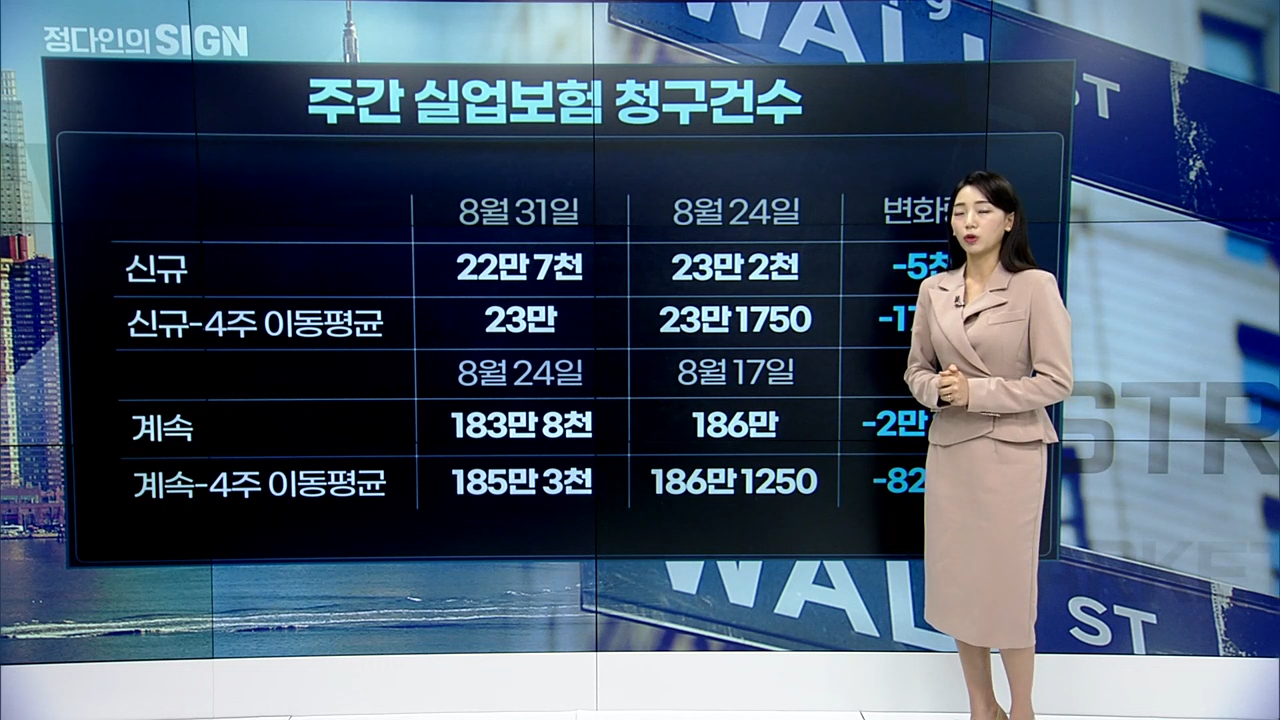 정다인의 SIGN
WALL ST
주간 실업보험 청구건수
8월 31일 8월 24일
신규 22만 7천 23만 2천
신규-4주 이동평균 23만 23만 1750
8월 24일 8월 17일
계속 183만 8천 186만
계속-4주 이동평균 185만 3천 186만 1250
STR
WALL ST